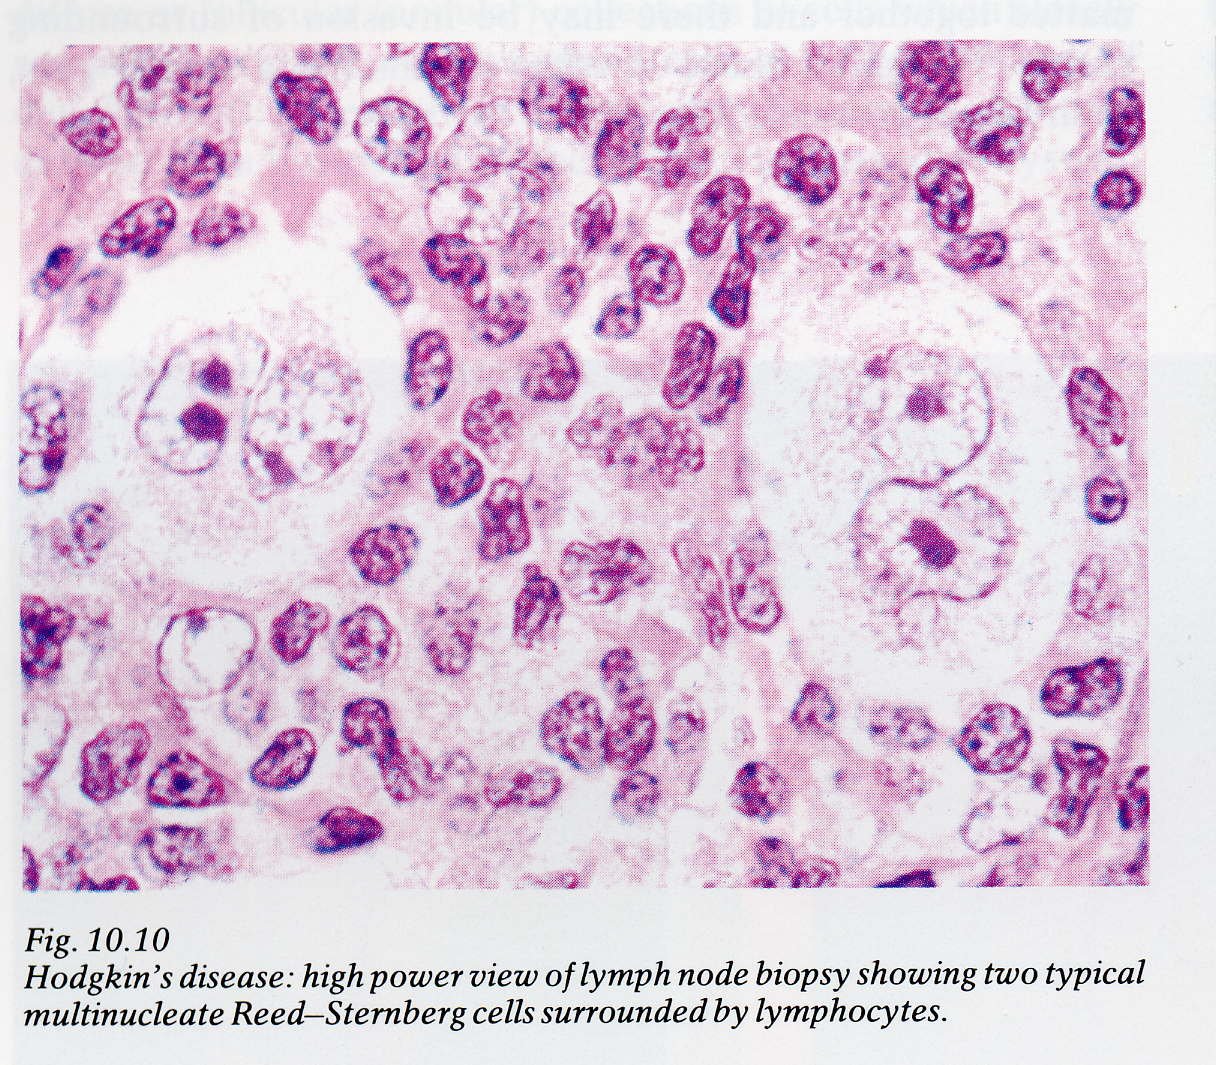 Fig. 10.10
Hodgkin's disease: high power view of lymph node biopsy showing two typical
multinucleate Reed–Sternberg cells surrounded by lymphocytes.